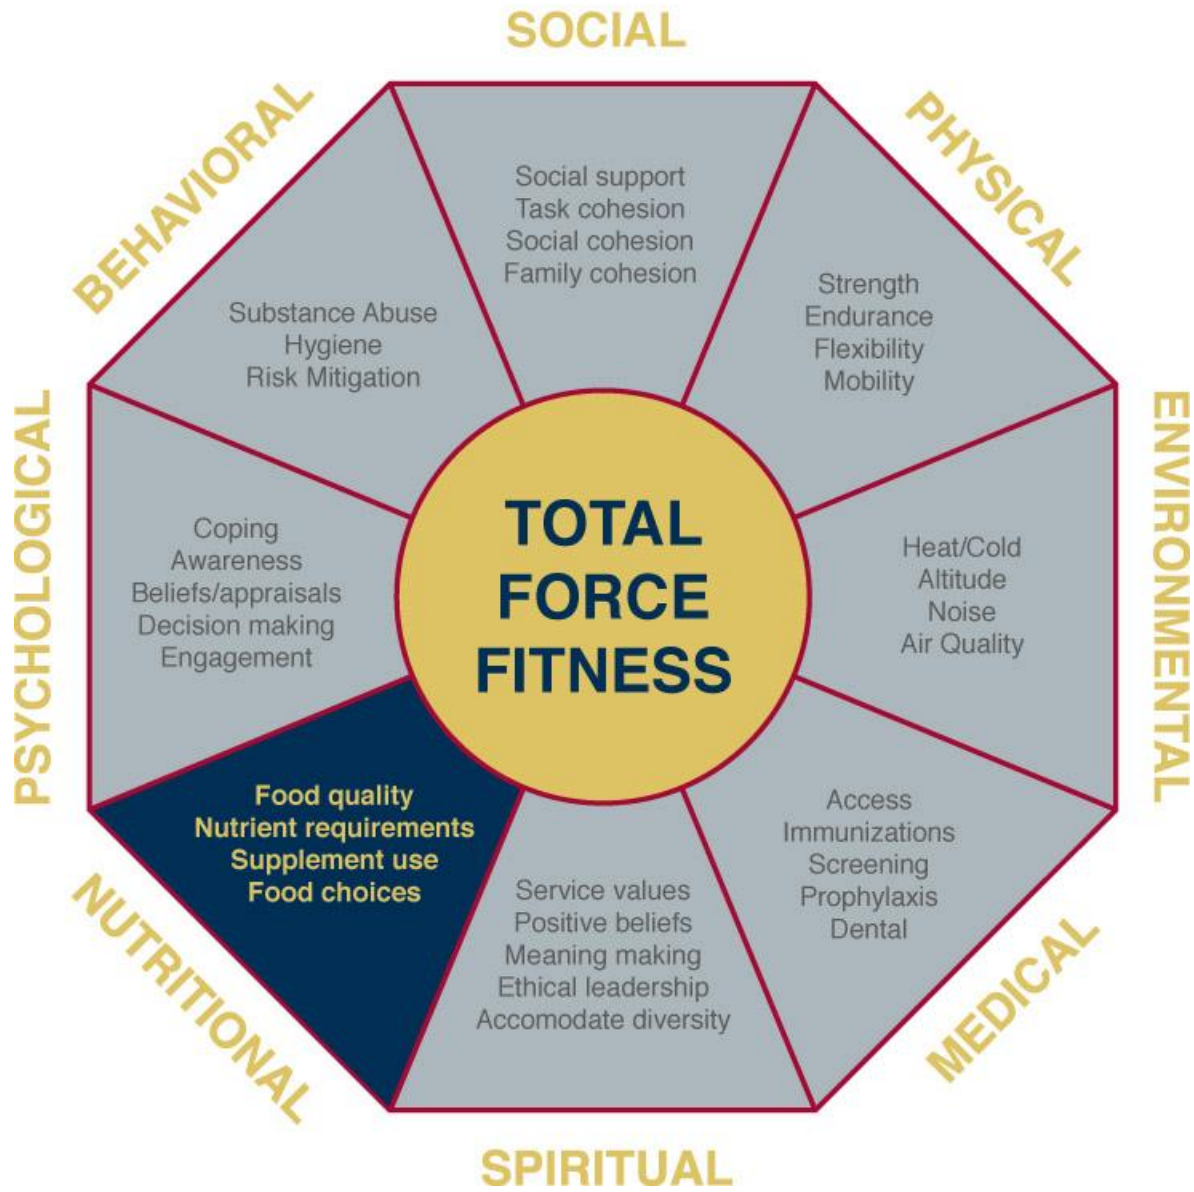 SOCIAL
Social support
Task cohesion
Social cohesion
Family cohesion
PHYSICAL
Strength
Endurance
Flexibility
Mobility
ENVIRONMENTAL
Heat/Cold
Altitude
Noise
Air Quality
MEDICAL
Access
Immunizations
Screening
Prophylaxis
Dental
SPIRITUAL
Service values
Positive beliefs
Meaning making
Ethical leadership
Accomodate diversity
NUTRITIONAL
Food quality
Nutrient requirements
Supplement use
Food choices
PSYCHOLOGICAL
Coping
Awareness
Beliefs/appraisals
Decision making
Engagement
BEHAVIORAL
Substance Abuse
Hygiene
Risk Mitigation
TOTAL
FORCE
FITNESS